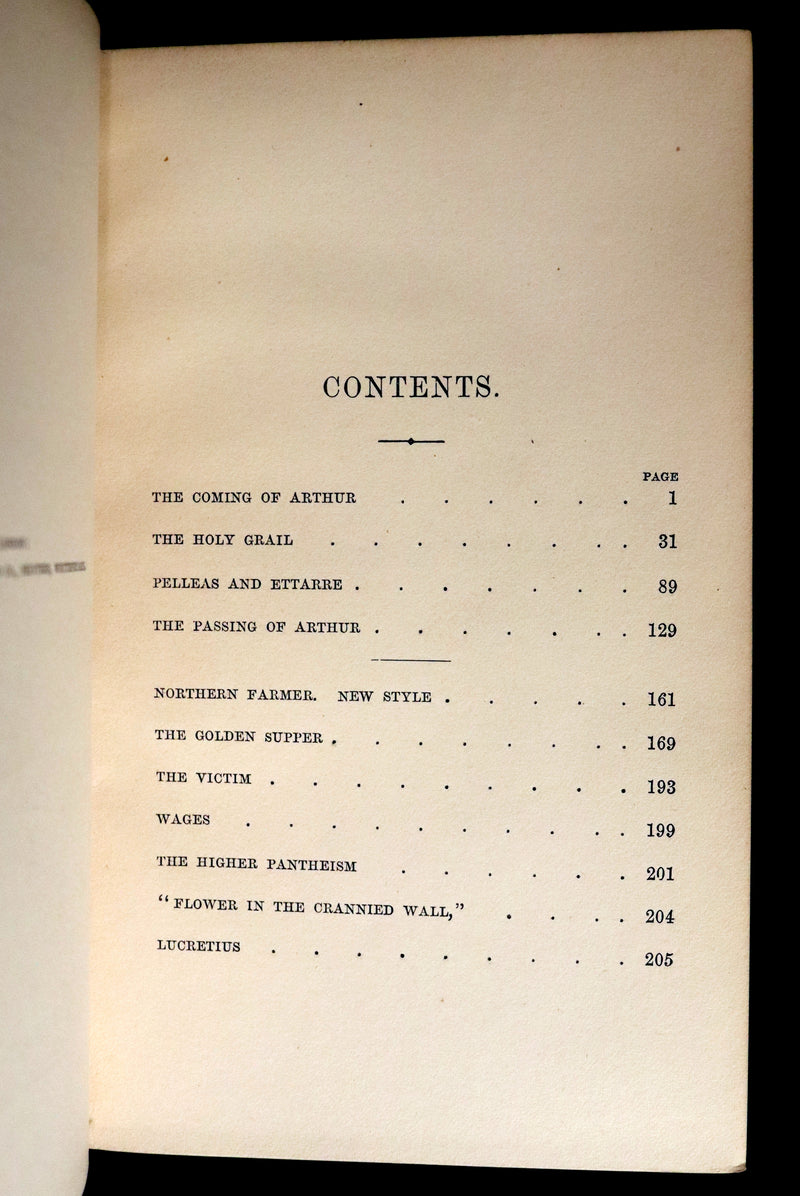 CONTENTS.
PAGE
THE COMING OF ARTHUR . . . . . . 1
THE HOLY GRAIL . . . . . . . . 31
PELLEAS AND ETTARRE . . . . . . . 89
THE PASSING OF ARTHUR . . . . . . . 129
NORTHERN FARMER. NEW STYLE . . . . . 161
THE GOLDEN SUPPER . . . . . . . . 169
THE VICTIM . . . . . . . . . 193
WAGES . . . . . . . . . . 199
THE HIGHER PANTHEISM . . . . . . 201
“FLOWER IN THE CRANNIED WALL,” . . . . 204
LUCRETIUS . . . . . . . . . 205